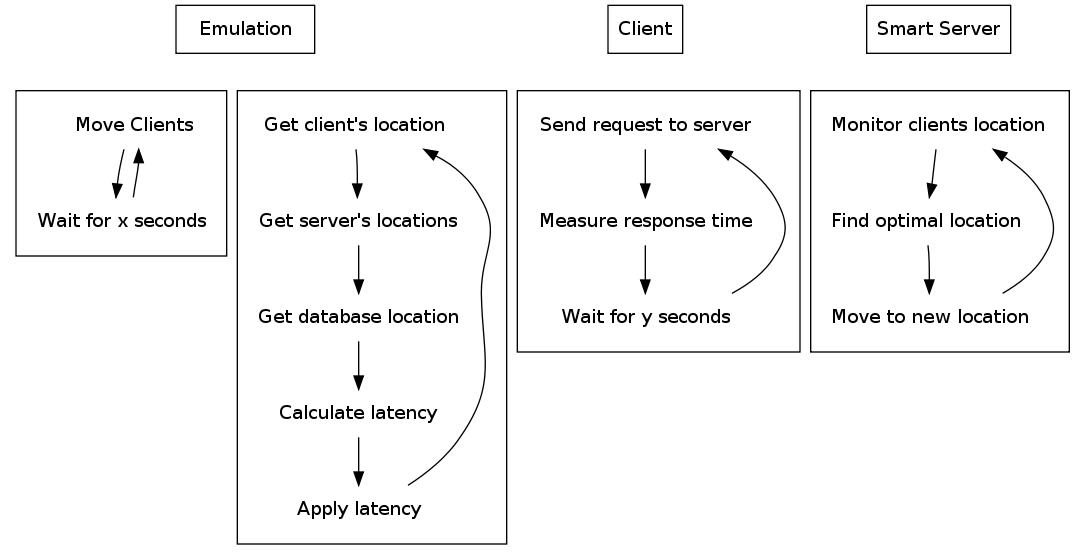 Emulation
Client
Smart Server
Move Clients
Wait for x seconds
Get client's location
Get server's locations
Get database location
Calculate latency
Apply latency
Send request to server
Measure response time
Wait for y seconds
Monitor clients location
Find optimal location
Move to new location